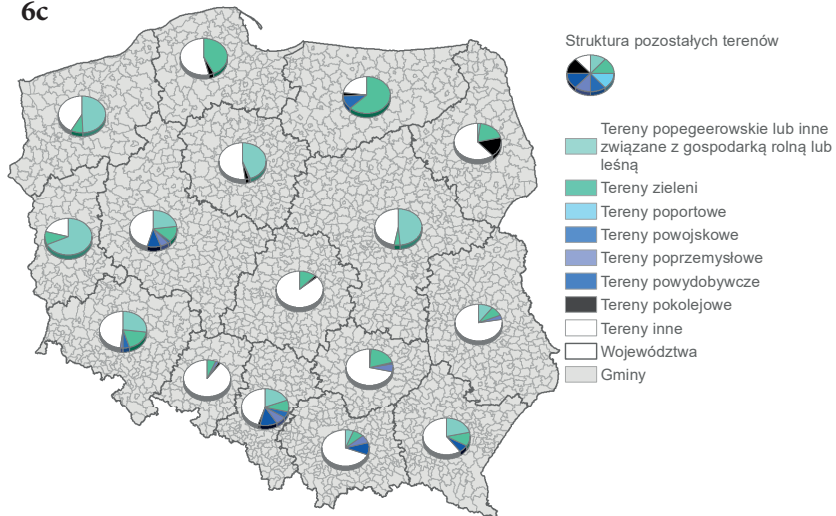 6c
Struktura pozostałych terenów
Tereny popegeerowskie lub inne
związane z gospodarką rolną lub
leśną
Tereny zieleni
Tereny poportowe
Tereny powojskowe
Tereny poprzemysłowe
Tereny powydobywcze
Tereny pokolejowe
Tereny inne
Województwa
Gminy